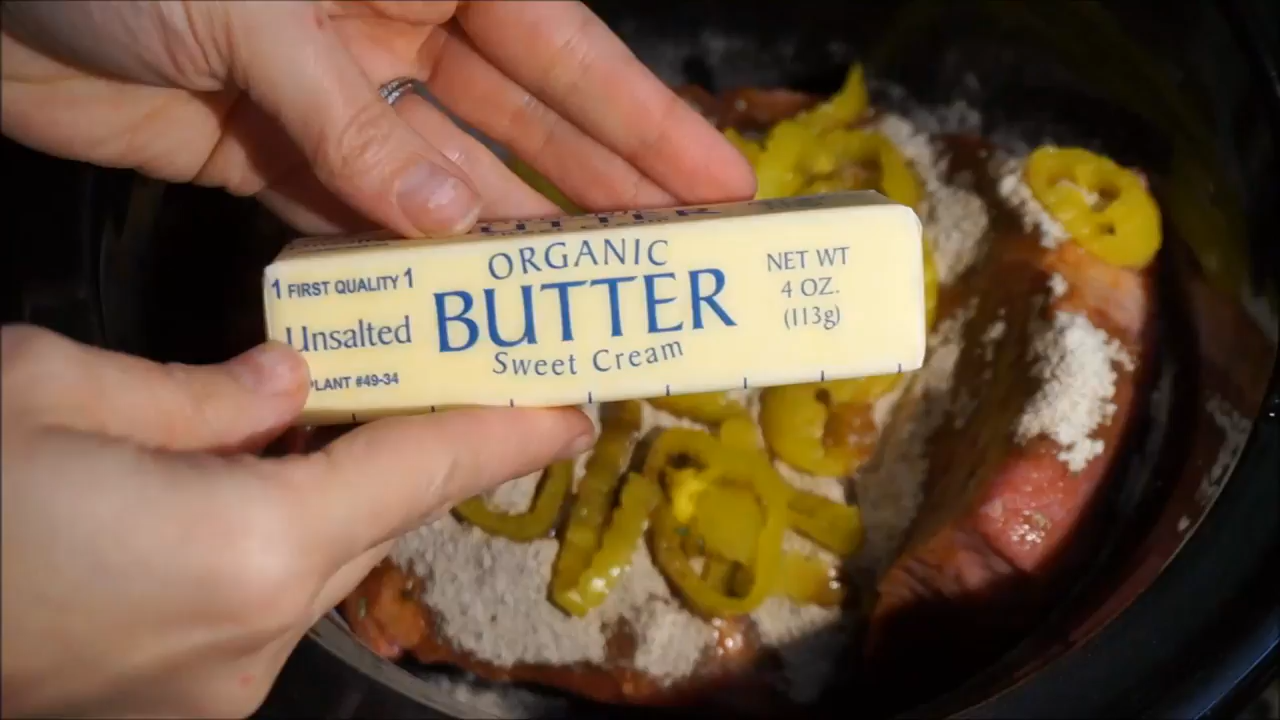 1 FIRST QUALITY 1
Unsalted
PLANT #49-34
ORGANIC
BUTTER
Sweet Cream
NET WT
4 OZ.
(113g)